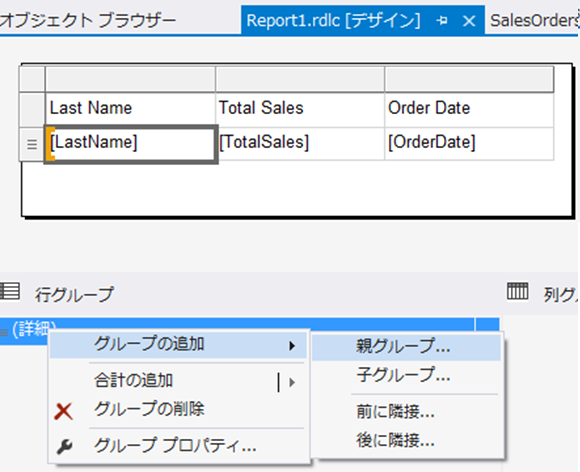 オブジェクト ブラウザー Report1.rdlc [デザイン] SalesOrders
Last Name Total Sales Order Date
[LastName] [TotalSales] [OrderDate]
行グループ 列グ
(詳細)
グループの追加 親グループ...
子グループ...
合計の追加
グループの削除 前に隣接...
グループ プロパティ... 後に隣接...